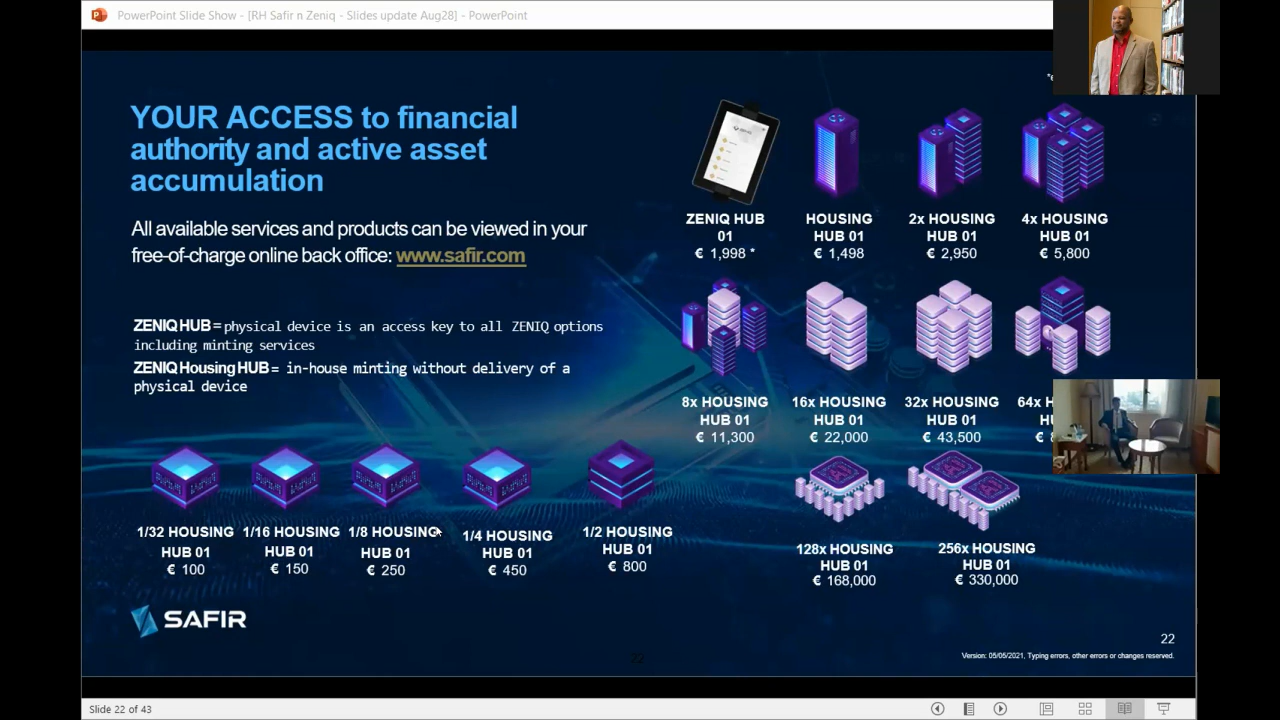 PowerPoint Slide Show - [RH Safir n Zeniq - Slides update Aug28] - PowerPoint
YOUR ACCESS to financial
authority and active asset
accumulation
All available services and products can be viewed in your
free-of-charge online back office: www.safir.com
ZENIQ HUB = physical device is an access key to all ZENIQ options
including minting services
ZENIQ Housing HUB = in-house minting without delivery of a
physical device
ZENIQ HUB
01
€ 1,998 *
HOUSING
HUB 01
€ 1,498
2x HOUSING
HUB 01
€ 2,950
4x HOUSING
HUB 01
€ 5,800
8x HOUSING
HUB 01
€ 11,300
16x HOUSING
HUB 01
€ 22,000
32x HOUSING
HUB 01
€ 43,500
64x
1/32 HOUSING
HUB 01
€ 100
1/16 HOUSING
HUB 01
€ 150
1/8 HOUSING
HUB 01
€ 250
1/4 HOUSING
HUB 01
€ 450
1/2 HOUSING
HUB 01
€ 800
128x HOUSING
HUB 01
€ 168,000
256x HOUSING
HUB 01
€ 330,000
SAFIR
22
Version: 05/05/2021, Typing errors, other errors or changes reserved.
Slide 22 of 43